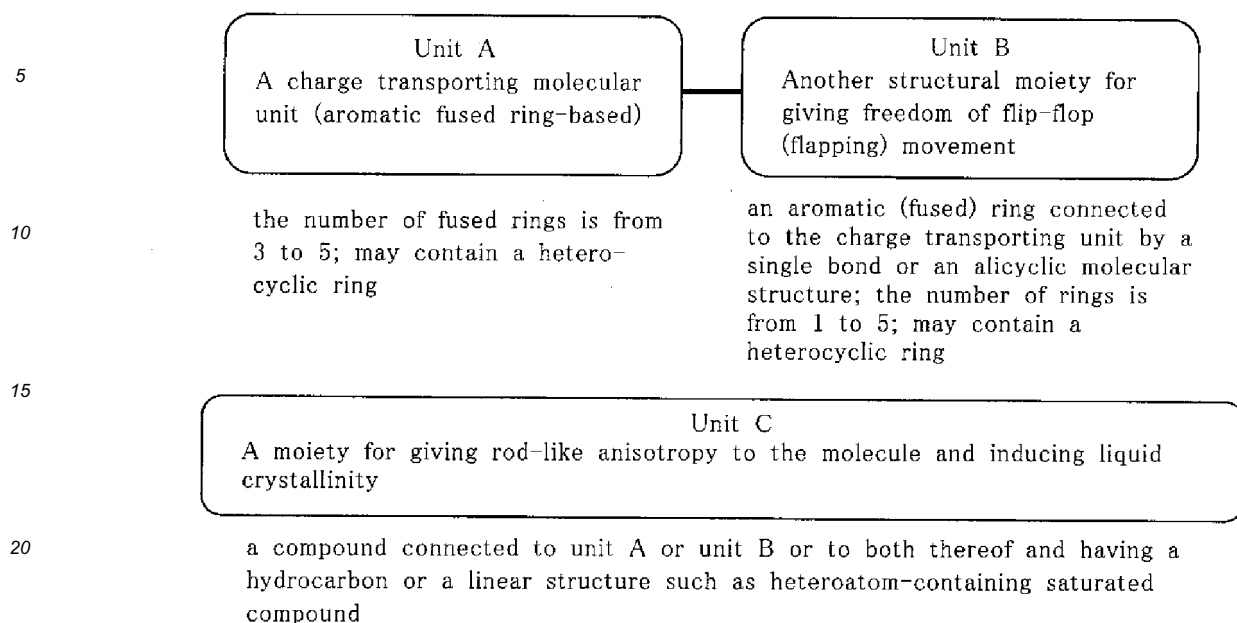 Unit A
A charge transporting molecular
unit (aromatic fused ring-based)
the number of fused rings is from
3 to 5; may contain a hetero-
cyclic ring
Unit B
Another structural moiety for
giving freedom of flip-flop
(flapping) movement
an aromatic (fused) ring connected
to the charge transporting unit by a
single bond or an alicyclic molecular
structure; the number of rings is
from 1 to 5; may contain a
heterocyclic ring
Unit C
A moiety for giving rod-like anisotropy to the molecule and inducing liquid
crystallinity
a compound connected to unit A or unit B or to both thereof and having a
hydrocarbon or a linear structure such as heteroatom-containing saturated
compound
5
10
15
20